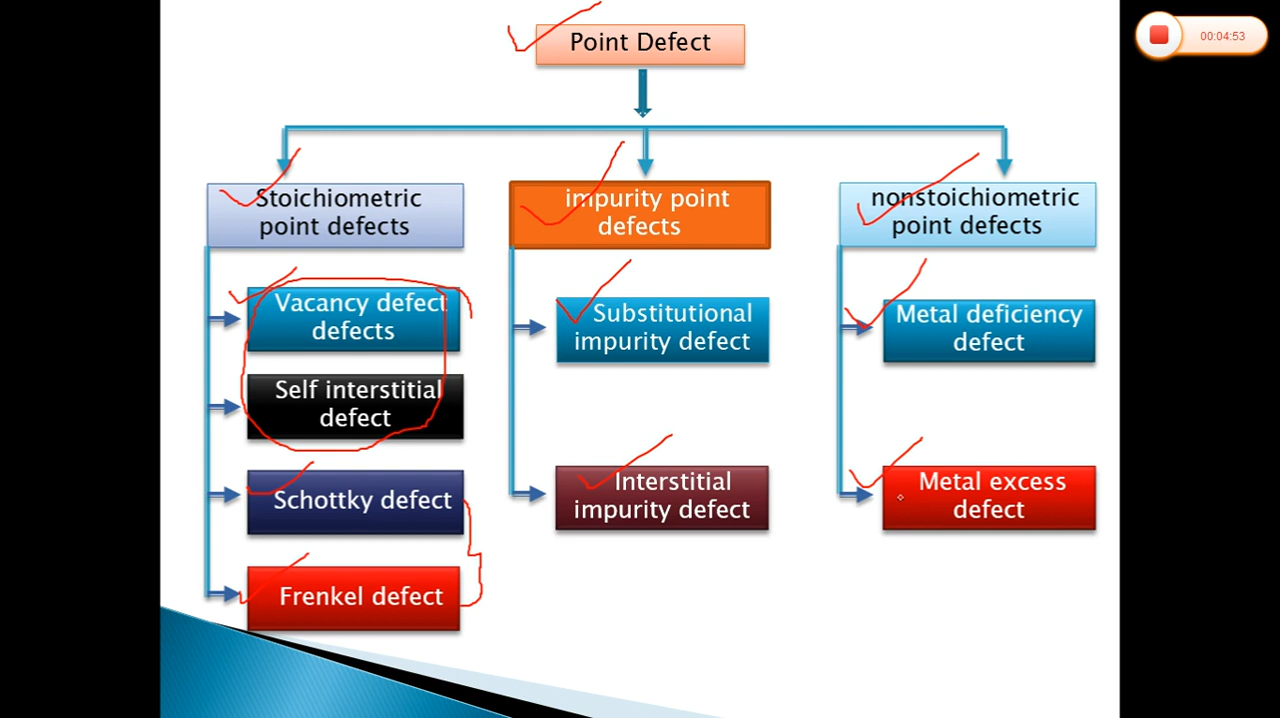 Point Defect
00:04:53
Stoichiometric
point defects
impurity point
defects
nonstoichiometric
point defects
Vacancy defect
defects
Self interstitial
defect
Schottky defect
Frenkel defect
Substitutional
impurity defect
Interstitial
impurity defect
Metal deficiency
defect
Metal excess
defect